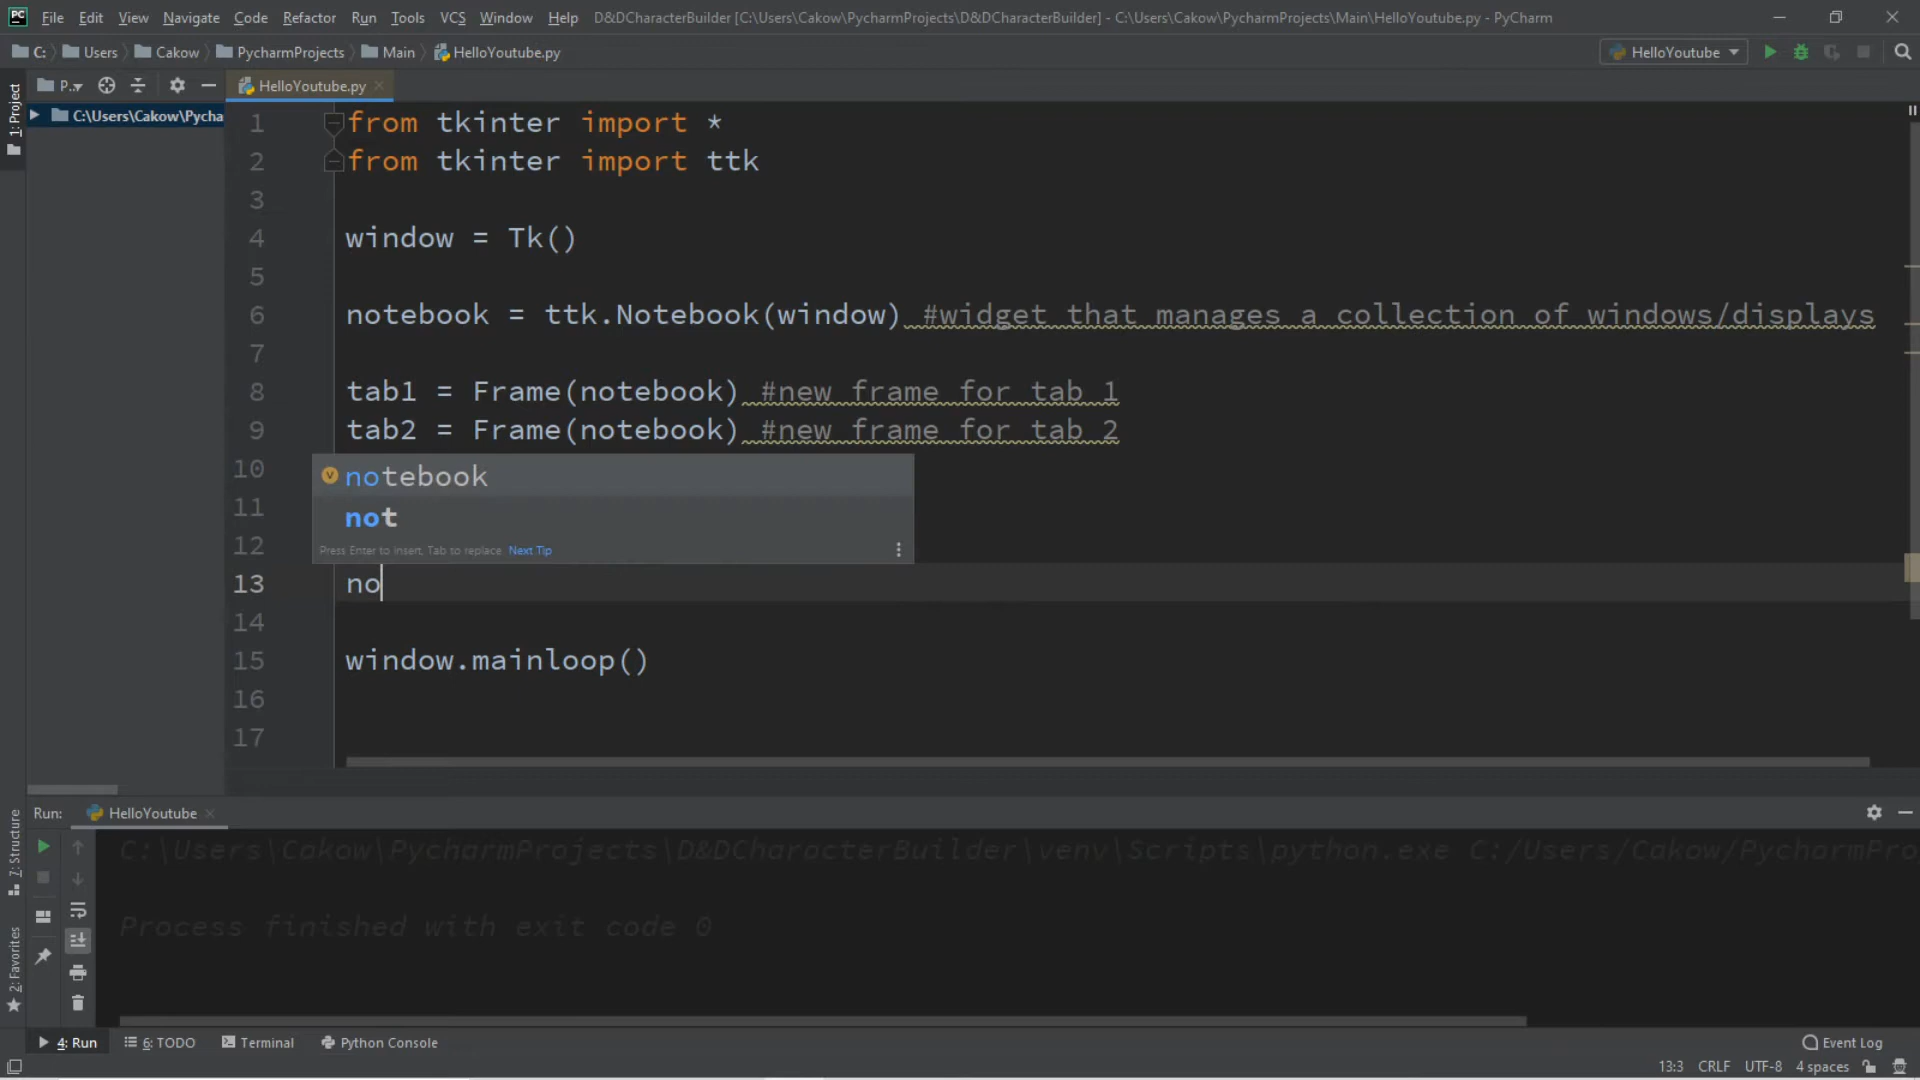 PC File Edit View Navigate Code Refactor Run Tools VCS Window Help D&DCharacterBuilder [C:\Users\Cakow\PycharmProjects\D&DCharacterBuilder] - C:\Users\Cakow\PycharmProjects\Main\HelloYoutube.py - PyCharm
C: Users Cakow PycharmProjects Main HelloYoutube.py HelloYoutube
P.. HelloYoutube.py
1: Project
C:\Users\Cakow\Pycha
1 from tkinter import *
2 from tkinter import ttk
3
4 window = Tk()
5
6 notebook = ttk.Notebook(window) #widget that manages a collection of windows/displays
7
8 tab1 = Frame(notebook) #new frame for tab 1
9 tab2 = Frame(notebook) #new frame for tab 2
10 notebook
11 not
12 Press Enter to insert, Tab to replace Next Tip
13 no
14
15 window.mainloop()
16
17
7: Structure
2: Favorites
Run: HelloYoutube
C:\Users\Cakow\PycharmProjects\D&DCharacterBuilder\venv\Scripts\python.exe C:/Users/Cakow/PycharmPro
Process finished with exit code 0
4: Run 6: TODO Terminal Python Console Event Log
13:3 CRLF UTF-8 4 spaces